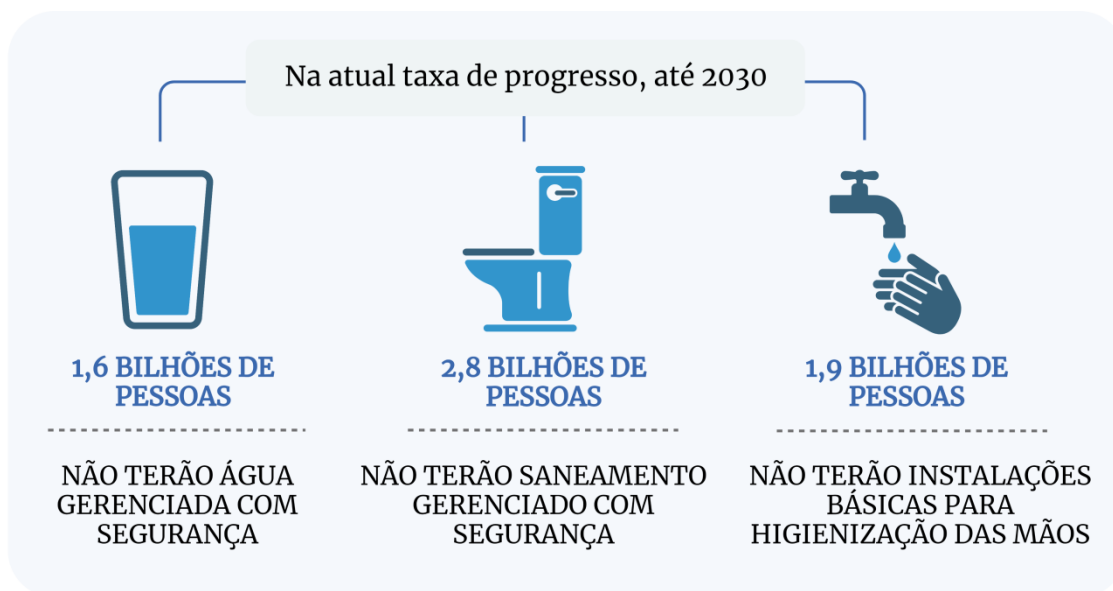 Na atual taxa de progresso, até 2030
1,6 BILHÕES DE
PESSOAS
NÃO TERÃO ÁGUA
GERENCIADA COM
SEGURANÇA
2,8 BILHÕES DE
PESSOAS
NÃO TERÃO SANEAMENTO
GERENCIADO COM
SEGURANÇA
1,9 BILHÕES DE
PESSOAS
NÃO TERÃO INSTALAÇÕES
BÁSICAS PARA
HIGIENIZAÇÃO DAS MÃOS